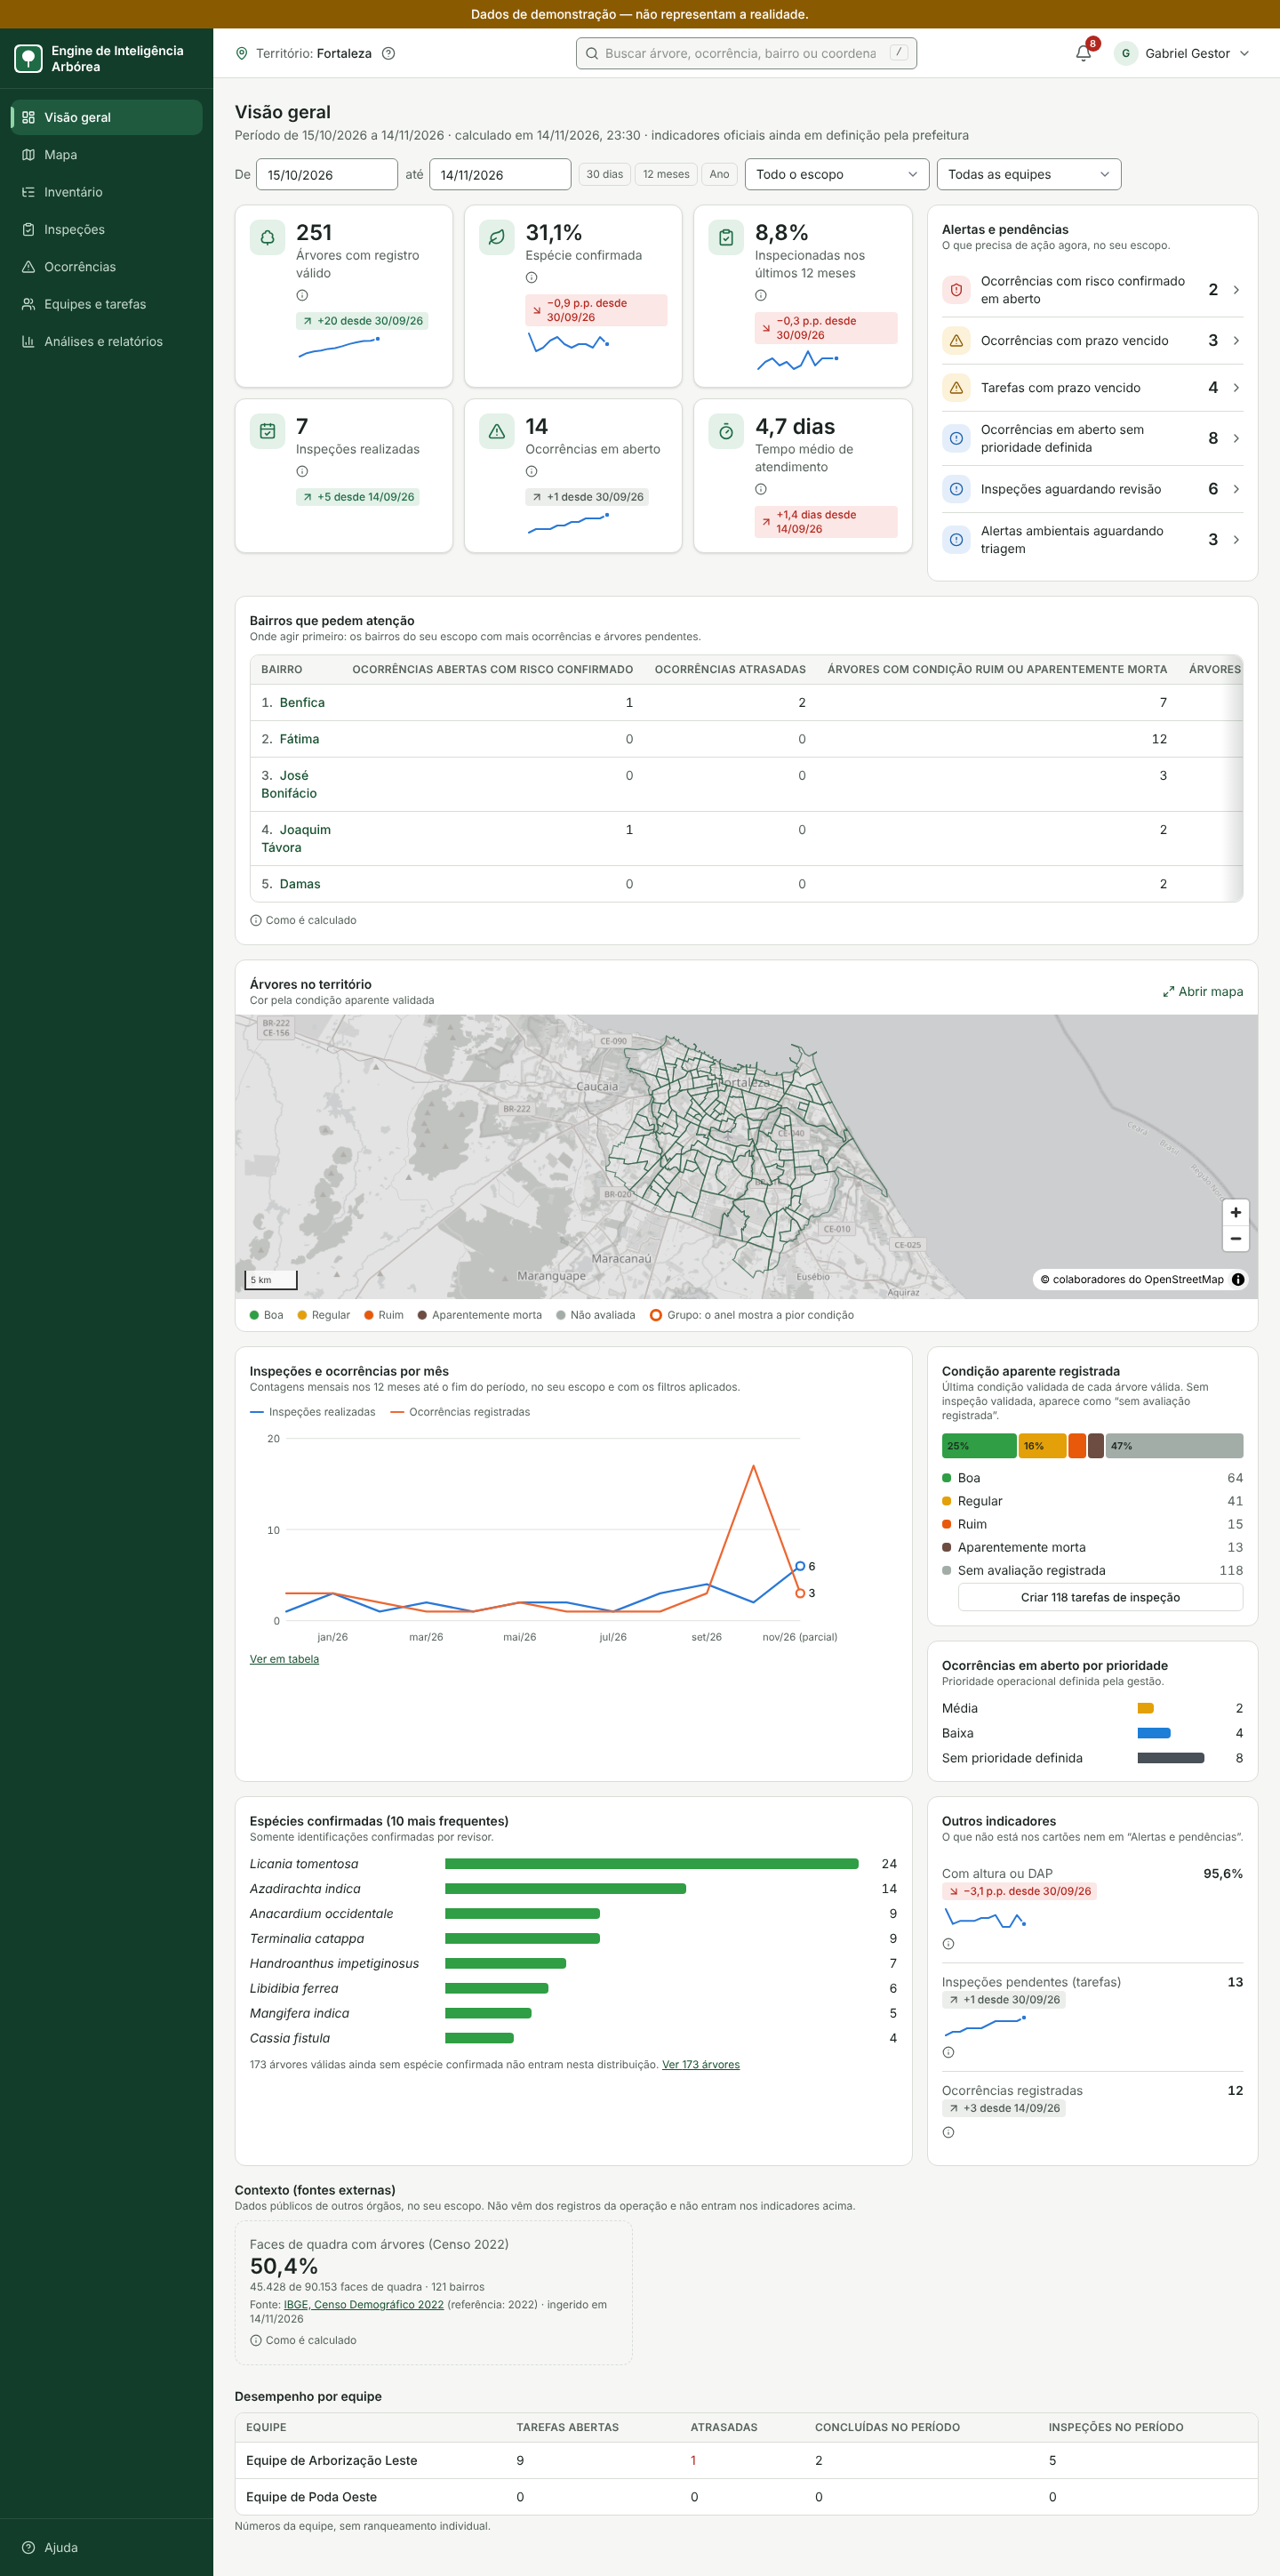 Dados de demonstração — não representam a realidade.
Engine de Inteligência
Arbórea
Território: Fortaleza
Buscar árvore, ocorrência, bairro ou coordena
/
8
G
Gabriel Gestor
Visão geral
Mapa
Inventário
Inspeções
Ocorrências
Equipes e tarefas
Análises e relatórios
Ajuda
Visão geral
Período de 15/10/2026 a 14/11/2026 · calculado em 14/11/2026, 23:30 · indicadores oficiais ainda em definição pela prefeitura
De 15/10/2026 até 14/11/2026 30 dias 12 meses Ano Todo o escopo Todas as equipes
251
Árvores com registro
válido
+20 desde 30/09/26
31,1%
Espécie confirmada
−0,9 p.p. desde
30/09/26
8,8%
Inspecionadas nos
últimos 12 meses
−0,3 p.p. desde
30/09/26
7
Inspeções realizadas
+5 desde 14/09/26
14
Ocorrências em aberto
+1 desde 30/09/26
4,7 dias
Tempo médio de
atendimento
+1,4 dias desde
14/09/26
Alertas e pendências
O que precisa de ação agora, no seu escopo.
Ocorrências com risco confirmado
em aberto
2
Ocorrências com prazo vencido 3
Tarefas com prazo vencido 4
Ocorrências em aberto sem
prioridade definida
8
Inspeções aguardando revisão 6
Alertas ambientais aguardando
triagem
3
Bairros que pedem atenção
Onde agir primeiro: os bairros do seu escopo com mais ocorrências e árvores pendentes.
BAIRRO OCORRÊNCIAS ABERTAS COM RISCO CONFIRMADO OCORRÊNCIAS ATRASADAS ÁRVORES COM CONDIÇÃO RUIM OU APARENTEMENTE MORTA ÁRVORES
1. Benfica 1 2 7
2. Fátima 0 0 12
3. José
Bonifácio
0 0 3
4. Joaquim
Távora
1 0 2
5. Damas 0 0 2
Como é calculado
Árvores no território
Cor pela condição aparente validada
Abrir mapa
BR-222
CE-156
CE-090
Caucaia
Fortaleza
BR-222
CE-040
BR-020
CE-010
CE-025
Maracanaú
Maranguape
Eusébio
Aquiraz
Ceará
Brasil
5 km
+
−
© colaboradores do OpenStreetMap
Boa Regular Ruim Aparentemente morta Não avaliada Grupo: o anel mostra a pior condição
Inspeções e ocorrências por mês
Contagens mensais nos 12 meses até o fim do período, no seu escopo e com os filtros aplicados.
Inspeções realizadas Ocorrências registradas
20
10
0
6
3
jan/26 mar/26 mai/26 jul/26 set/26 nov/26 (parcial)
Ver em tabela
Condição aparente registrada
Última condição validada de cada árvore válida. Sem
inspeção validada, aparece como “sem avaliação
registrada”.
25% 16% 47%
Boa 64
Regular 41
Ruim 15
Aparentemente morta 13
Sem avaliação registrada 118
Criar 118 tarefas de inspeção
Ocorrências em aberto por prioridade
Prioridade operacional definida pela gestão.
Média 2
Baixa 4
Sem prioridade definida 8
Espécies confirmadas (10 mais frequentes)
Somente identificações confirmadas por revisor.
Licania tomentosa 24
Azadirachta indica 14
Anacardium occidentale 9
Terminalia catappa 9
Handroanthus impetiginosus 7
Libidibia ferrea 6
Mangifera indica 5
Cassia fistula 4
173 árvores válidas ainda sem espécie confirmada não entram nesta distribuição. Ver 173 árvores
Outros indicadores
O que não está nos cartões nem em “Alertas e pendências”.
Com altura ou DAP 95,6%
−3,1 p.p. desde 30/09/26
Inspeções pendentes (tarefas) 13
+1 desde 30/09/26
Ocorrências registradas 12
+3 desde 14/09/26
Contexto (fontes externas)
Dados públicos de outros órgãos, no seu escopo. Não vêm dos registros da operação e não entram nos indicadores acima.
Faces de quadra com árvores (Censo 2022)
50,4%
45.428 de 90.153 faces de quadra · 121 bairros
Fonte: IBGE, Censo Demográfico 2022 (referência: 2022) · ingerido em
14/11/2026
Como é calculado
Desempenho por equipe
EQUIPE TAREFAS ABERTAS ATRASADAS CONCLUÍDAS NO PERÍODO INSPEÇÕES NO PERÍODO
Equipe de Arborização Leste 9 1 2 5
Equipe de Poda Oeste 0 0 0 0
Números da equipe, sem ranqueamento individual.